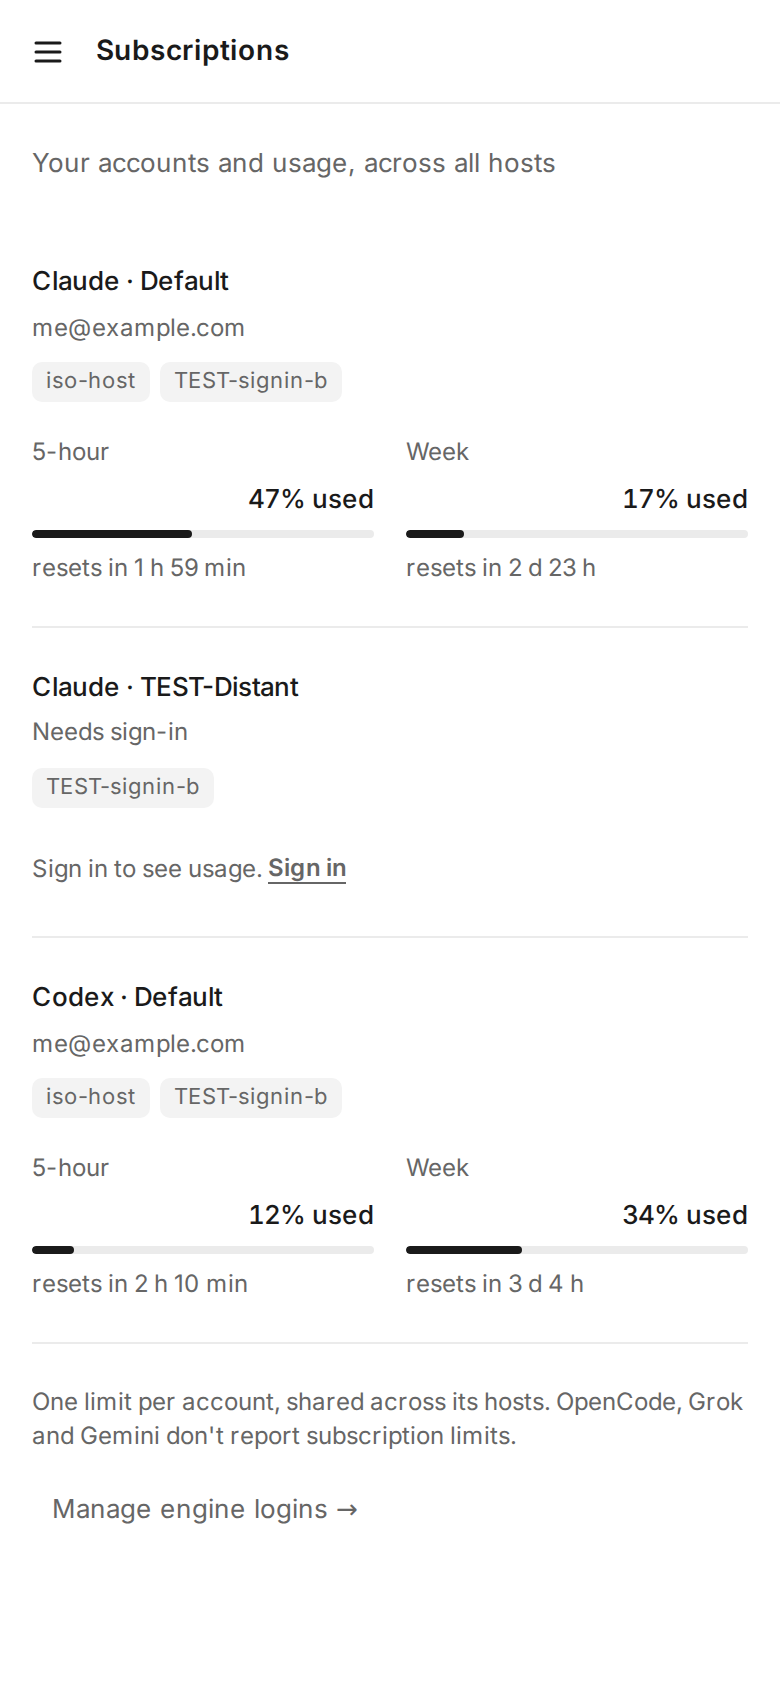 Subscriptions
Your accounts and usage, across all hosts
Claude · Default
me@example.com
iso-host TEST-signin-b
5-hour Week
47% used 17% used
resets in 1 h 59 min resets in 2 d 23 h
Claude · TEST-Distant
Needs sign-in
TEST-signin-b
Sign in to see usage. Sign in
Codex · Default
me@example.com
iso-host TEST-signin-b
5-hour Week
12% used 34% used
resets in 2 h 10 min resets in 3 d 4 h
One limit per account, shared across its hosts. OpenCode, Grok
and Gemini don't report subscription limits.
Manage engine logins →